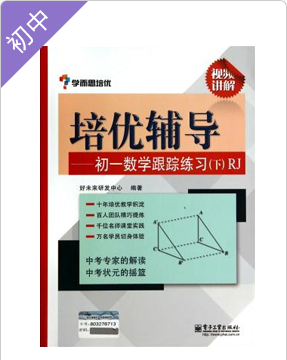 初中
学而思培优
视频
讲解
培优辅导
——初一数学跟踪练习(下) RJ
好未来研发中心 编著
十年培优教学积淀
百人团队精巧提炼
千位名师课堂实践
万名学员切身体验
A'
B'
C'
A
B
C
中考专家的解读
中考状元的摇篮
803276713
电子工业出版社